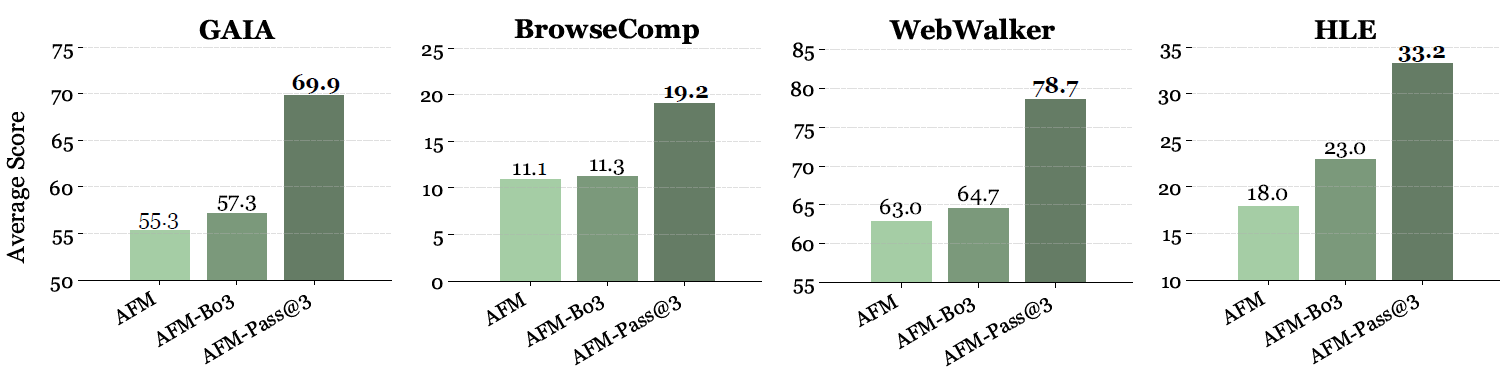 Average Score
GAIA
75
70
65
60
55
50
55.3
57.3
69.9
AFM
AFM-Bo3
AFM-Pass@3
BrowseComp
25
20
15
10
5
0
11.1
11.3
19.2
AFM
AFM-Bo3
AFM-Pass@3
WebWalker
85
80
75
70
65
60
55
63.0
64.7
78.7
AFM
AFM-Bo3
AFM-Pass@3
HLE
35
30
25
20
15
10
18.0
23.0
33.2
AFM
AFM-Bo3
AFM-Pass@3